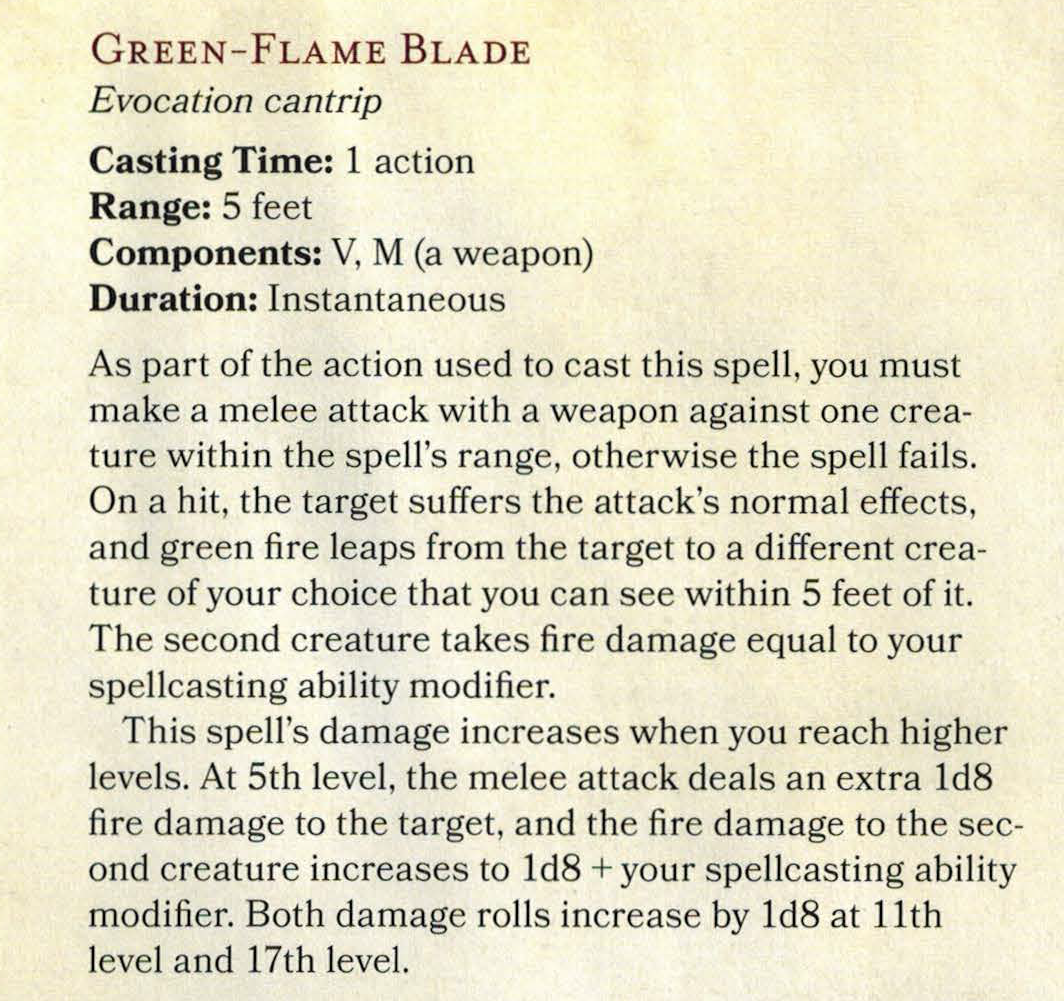 GREEN-FLAME BLADE
Evocation cantrip
Casting Time: 1 action
Range: 5 feet
Components: V, M (a weapon)
Duration: Instantaneous
As part of the action used to cast this spell, you must
make a melee attack with a weapon against one crea-
ture within the spell's range, otherwise the spell fails.
On a hit, the target suffers the attack's normal effects,
and green fire leaps from the target to a different crea-
ture of your choice that you can see within 5 feet of it.
The second creature takes fire damage equal to your
spellcasting ability modifier.
This spell's damage increases when you reach higher
levels. At 5th level, the melee attack deals an extra 1d8
fire damage to the target, and the fire damage to the sec-
ond creature increases to 1d8 + your spellcasting ability
modifier. Both damage rolls increase by 1d8 at 11th
level and 17th level.